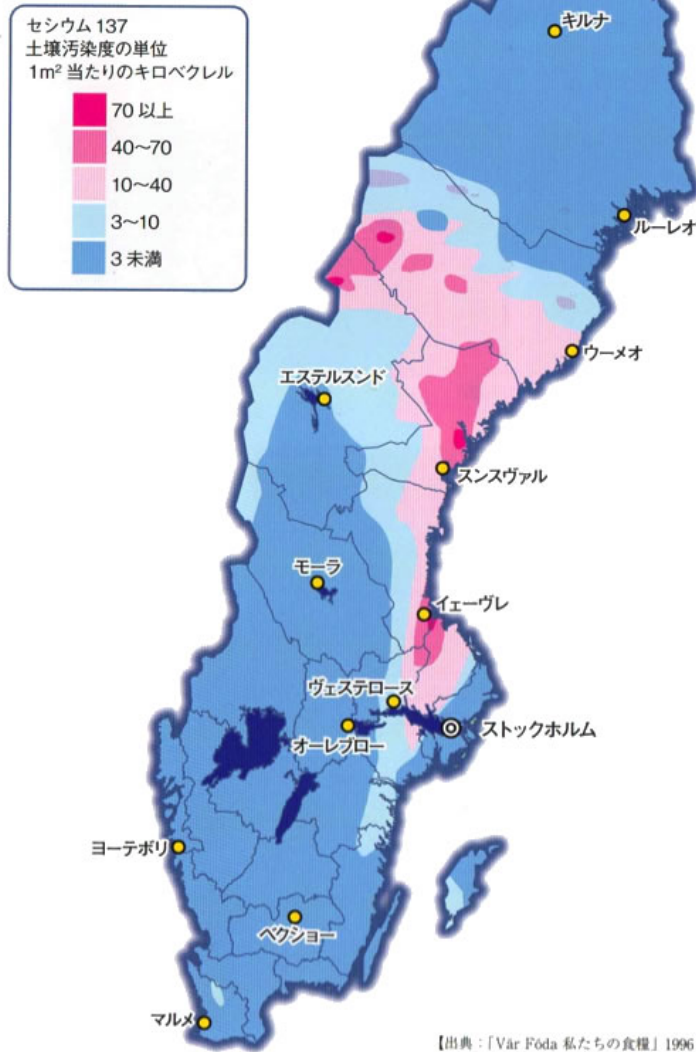 セシウム 137
土壌汚染度の単位
1m² 当たりのキロベクレル
70 以上
40〜70
10〜40
3〜10
3 未満
キルナ
ルーレオ
ウーメオ
エステルスンド
スンスヴァル
モーラ
イェーヴレ
ヴェステロース
オーレブロー
ストックホルム
ヨーテボリ
ベクショー
マルメ
【出典:「Vår Föda 私たちの食糧」1996